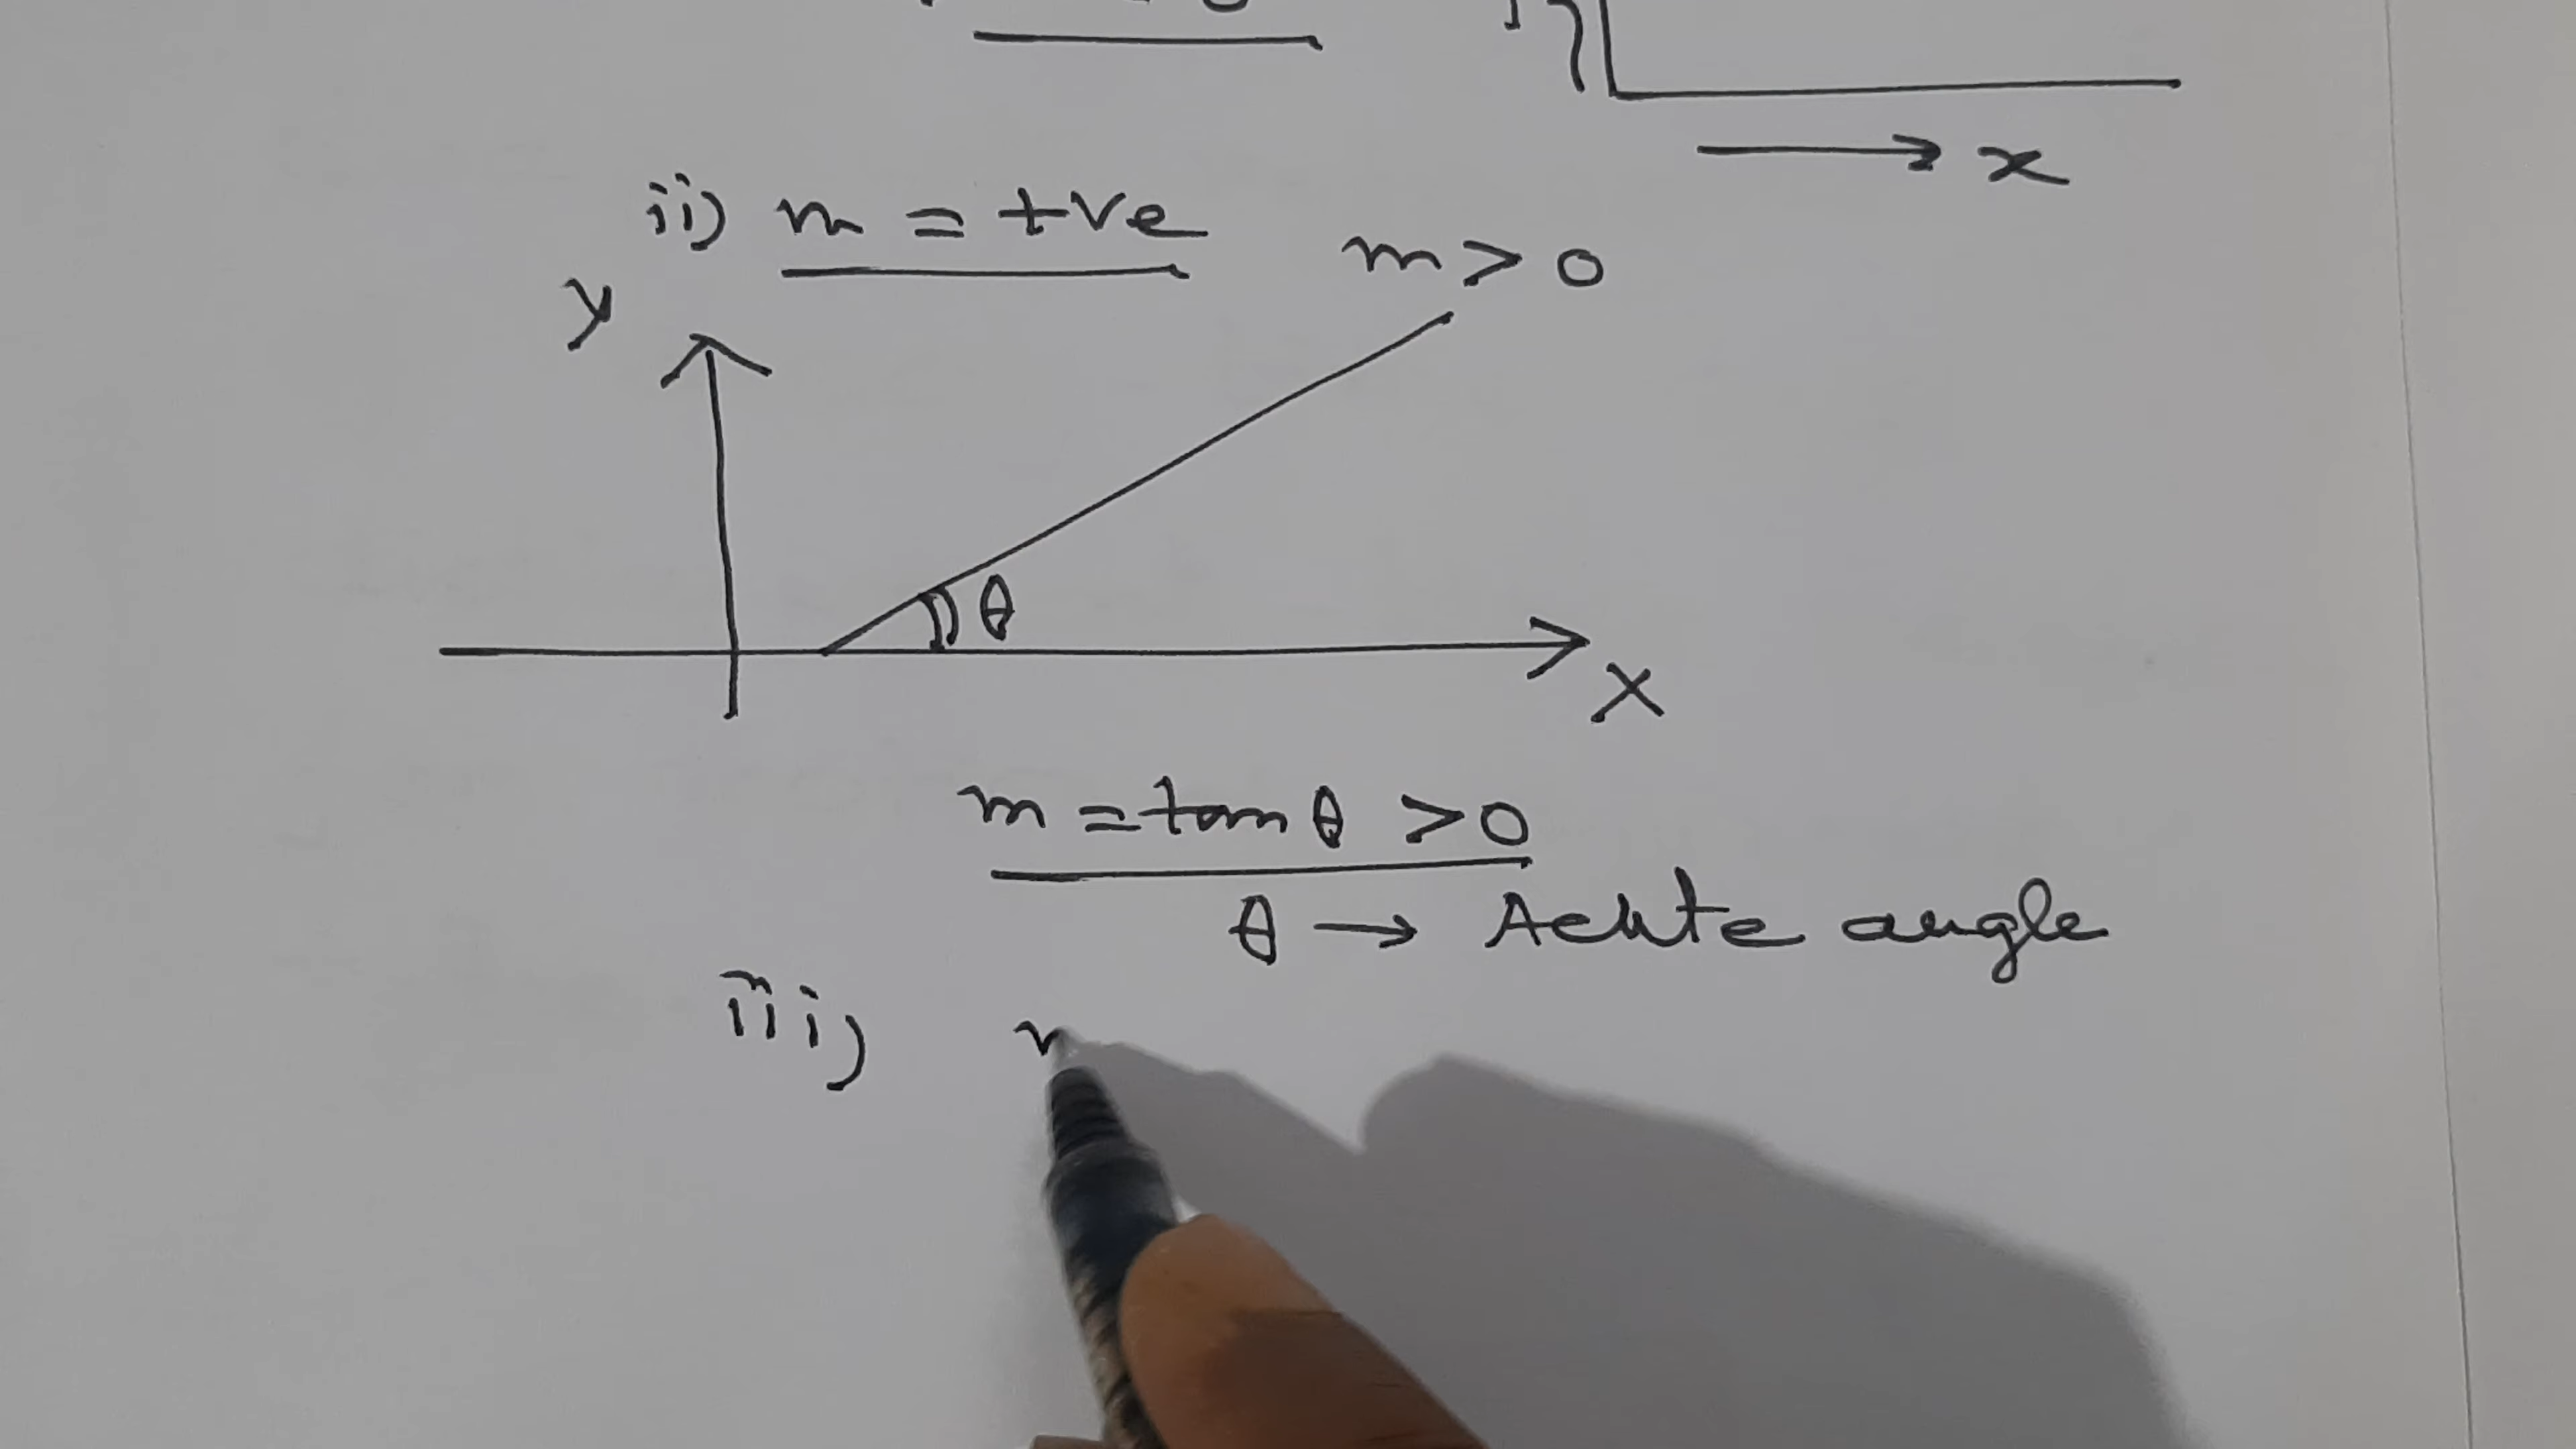 x
ii) m = +ve
m > 0
y
θ
X
m = tan θ > 0
θ → Acute angle
iii)